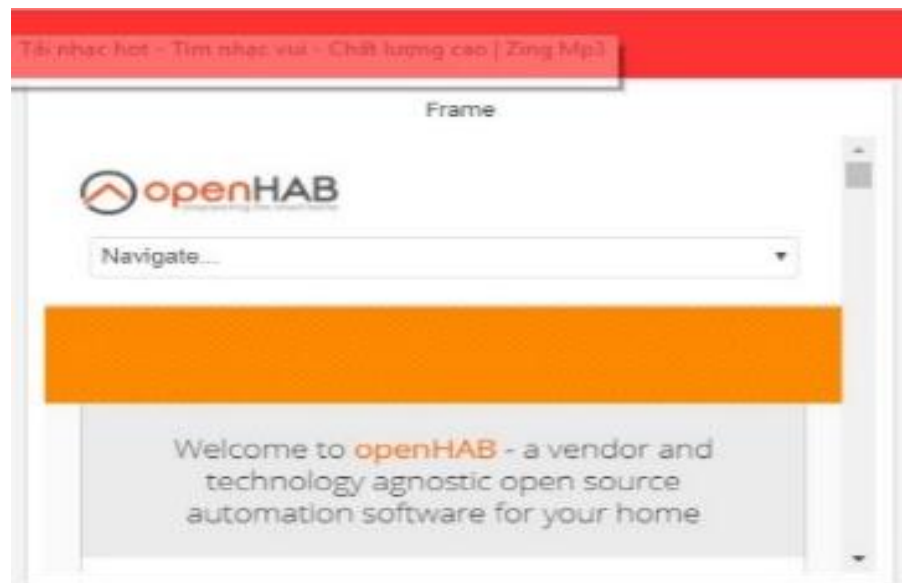 Tải nhạc hot - Tìm nhạc vui - Chất lượng cao | Zing Mp3
Frame
openHAB
Navigate...
Welcome to openHAB - a vendor and
technology agnostic open source
automation software for your home